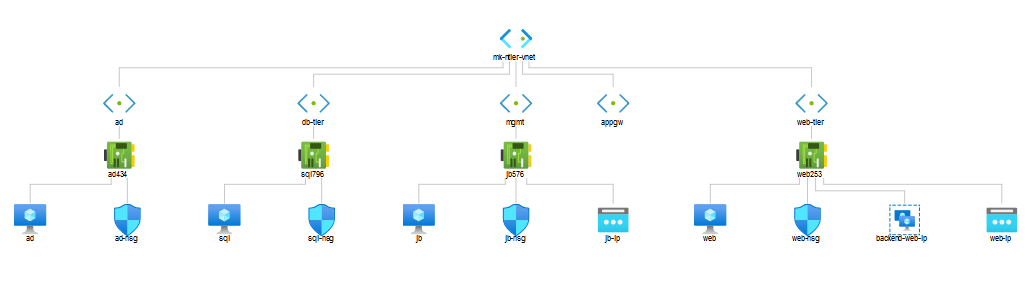 mk-ntier-vnet
ad
db-tier
mgmt
appgw
web-tier
ad434
sql796
jb576
web253
ad
ad-nsg
sql
sql-nsg
jb
jb-nsg
jb-ip
web
web-nsg
backend-web-ip
web-ip